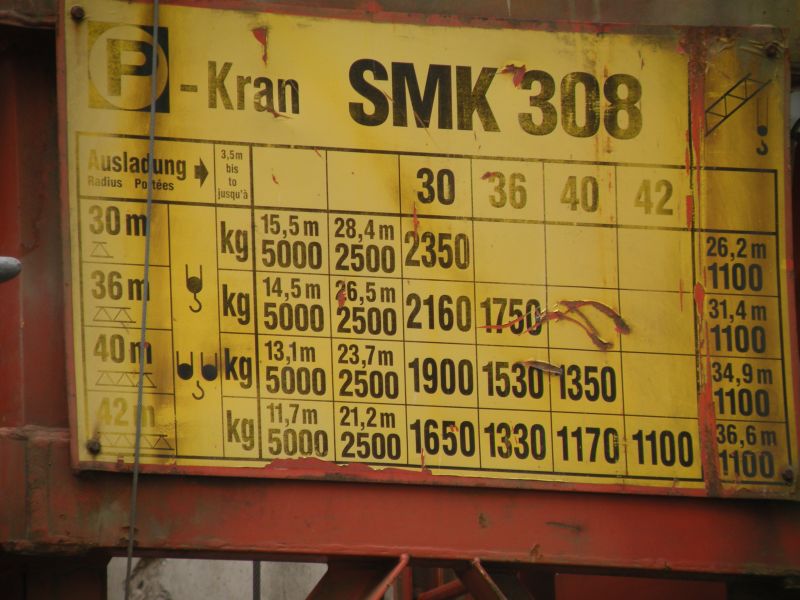 P -Kran SMK 308
Ausladung 3,5m
Radius Portées bis
to
jusqu'à
30 36 40 42
30 m kg 15,5 m 28,4 m 2350 26,2 m
5000 2500 1100
36 m kg 14,5 m 26,5 m 2160 1750 31,4 m
5000 2500 1100
40 m kg 13,1 m 23,7 m 1900 1530 1350 34,9 m
5000 2500 1100
42 m kg 11,7 m 21,2 m 1650 1330 1170 1100 36,6 m
5000 2500 1100